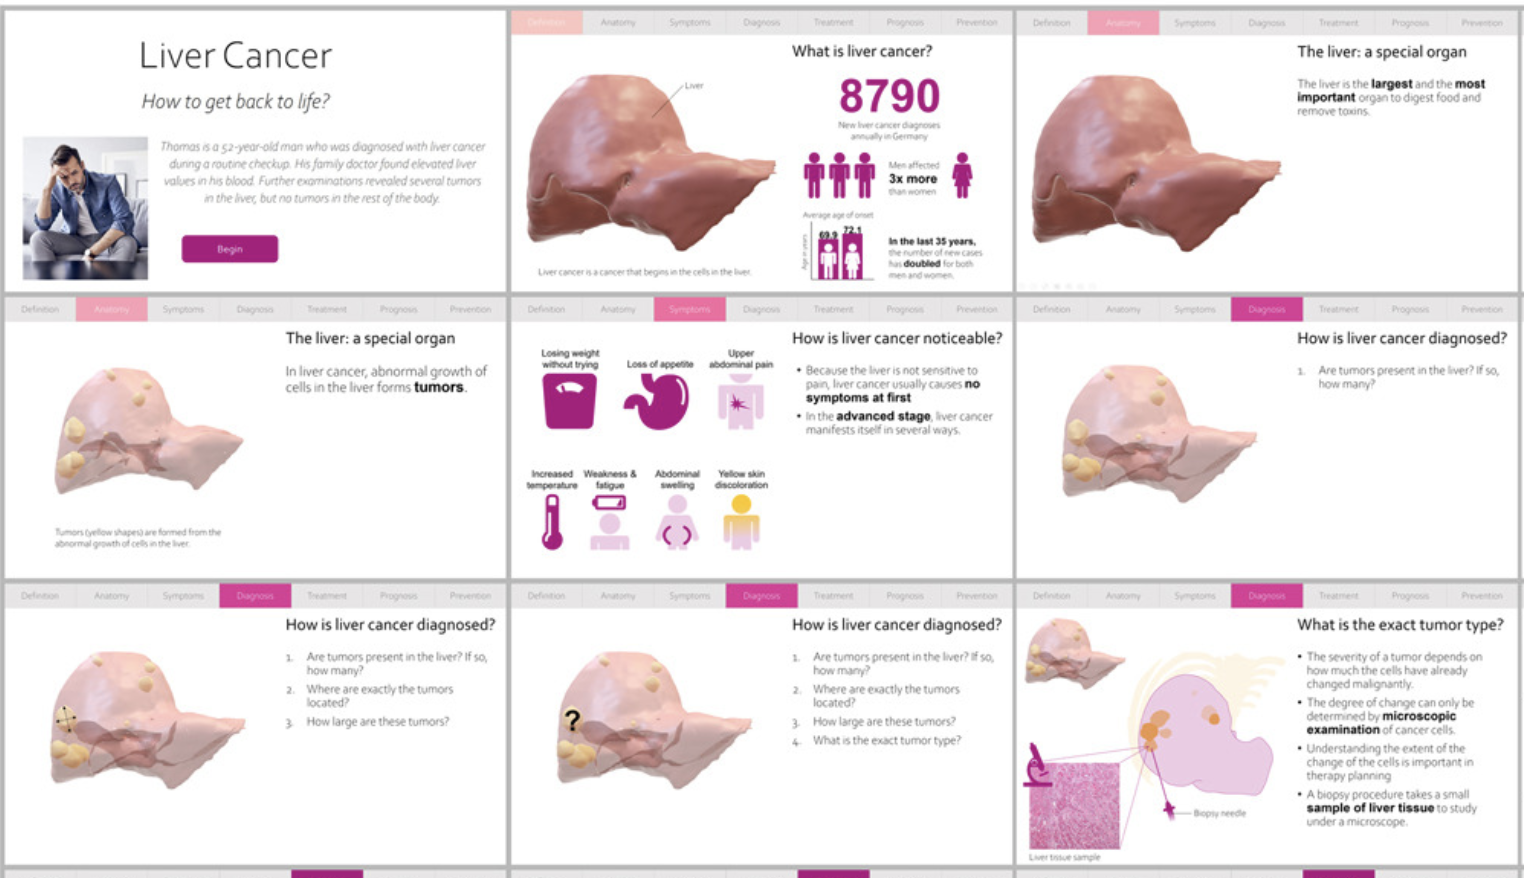 Liver Cancer
How to get back to life?
Thomas is a 52-year-old man who was diagnosed with liver cancer
during a routine checkup. His family doctor found elevated liver
values in his blood. Further examinations revealed several tumors
in the liver, but no tumors in the rest of the body.
Begin
Definition Anatomy Symptoms Diagnosis Treatment Prognosis Prevention
What is liver cancer?
Liver
8790
New liver cancer diagnoses
annually in Germany
Men affected
3x more
than women
Average age of onset
Age in years
69.9 72.1
In the last 35 years,
the number of new cases
has doubled for both
men and women.
Liver cancer is a cancer that begins in the cells in the liver.
Definition Anatomy Symptoms Diagnosis Treatment Prognosis Prevention
The liver: a special organ
The liver is the largest and the most
important organ to digest food and
remove toxins.
Definition Anatomy Symptoms Diagnosis Treatment Prognosis Prevention
The liver: a special organ
In liver cancer, abnormal growth of
cells in the liver forms tumors.
Tumors (yellow shapes) are formed from the
abnormal growth of cells in the liver.
Definition Anatomy Symptoms Diagnosis Treatment Prognosis Prevention
How is liver cancer noticeable?
Losing weight
without trying
Loss of appetite
Upper
abdominal pain
• Because the liver is not sensitive to
pain, liver cancer usually causes no
symptoms at first
• In the advanced stage, liver cancer
manifests itself in several ways.
Increased
temperature
Weakness &
fatigue
Abdominal
swelling
Yellow skin
discoloration
Definition Anatomy Symptoms Diagnosis Treatment Prognosis Prevention
How is liver cancer diagnosed?
1. Are tumors present in the liver? If so,
how many?
Definition Anatomy Symptoms Diagnosis Treatment Prognosis Prevention
How is liver cancer diagnosed?
1. Are tumors present in the liver? If so,
how many?
2. Where are exactly the tumors
located?
3. How large are these tumors?
Definition Anatomy Symptoms Diagnosis Treatment Prognosis Prevention
How is liver cancer diagnosed?
?
1. Are tumors present in the liver? If so,
how many?
2. Where are exactly the tumors
located?
3. How large are these tumors?
4. What is the exact tumor type?
Definition Anatomy Symptoms Diagnosis Treatment Prognosis Prevention
What is the exact tumor type?
• The severity of a tumor depends on
how much the cells have already
changed malignantly.
• The degree of change can only be
determined by microscopic
examination of cancer cells.
• Understanding the extent of the
change of the cells is important in
therapy planning
• A biopsy procedure takes a small
sample of liver tissue to study
under a microscope.
Biopsy needle
Liver tissue sample